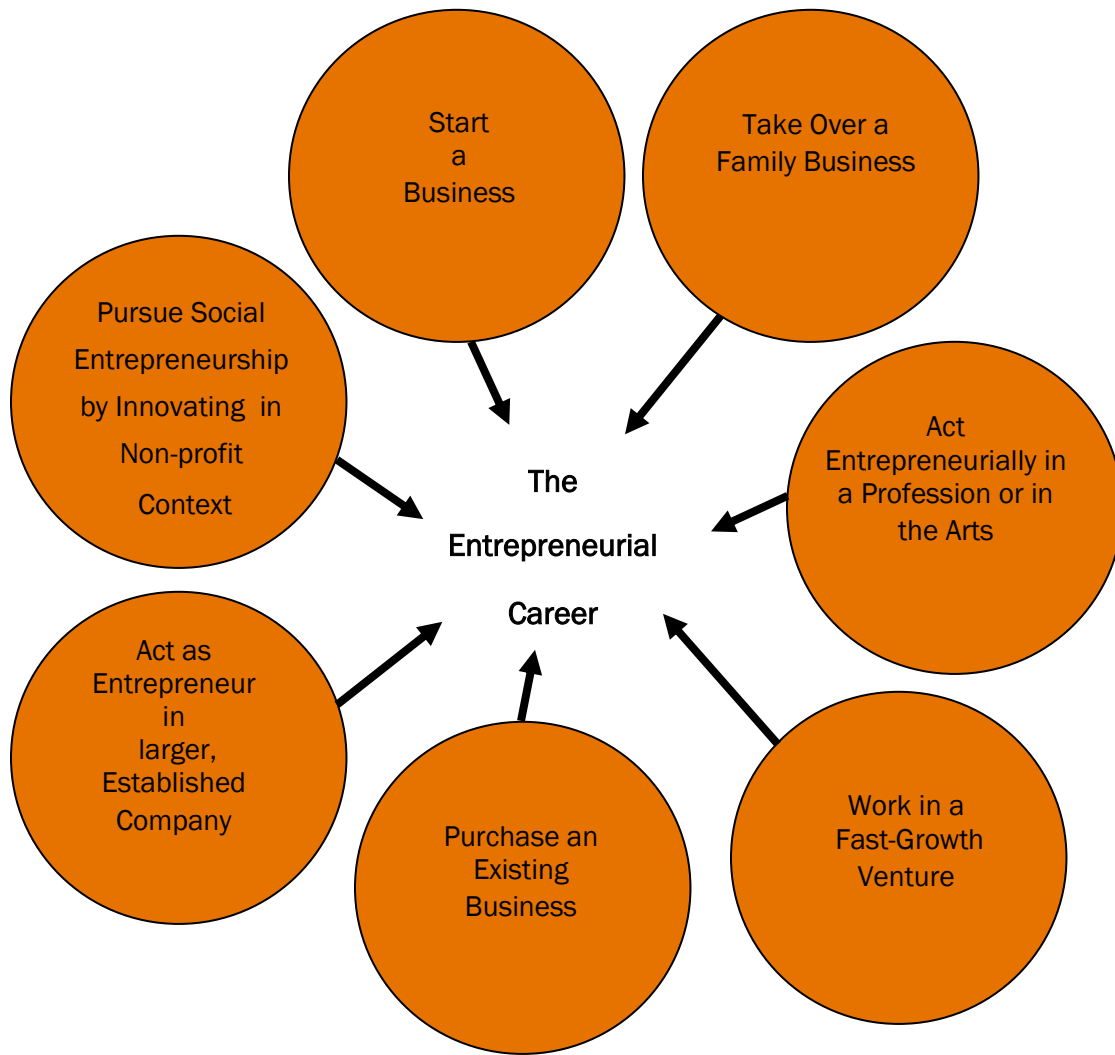 Start
a
Business
Take Over a
Family Business
Pursue Social
Entrepreneurship
by Innovating in
Non-profit
Context
Act
Entrepreneurially in
a Profession or in
the Arts
The
Entrepreneurial
Career
Act as
Entrepreneur
in
larger,
Established
Company
Purchase an
Existing
Business
Work in a
Fast-Growth
Venture